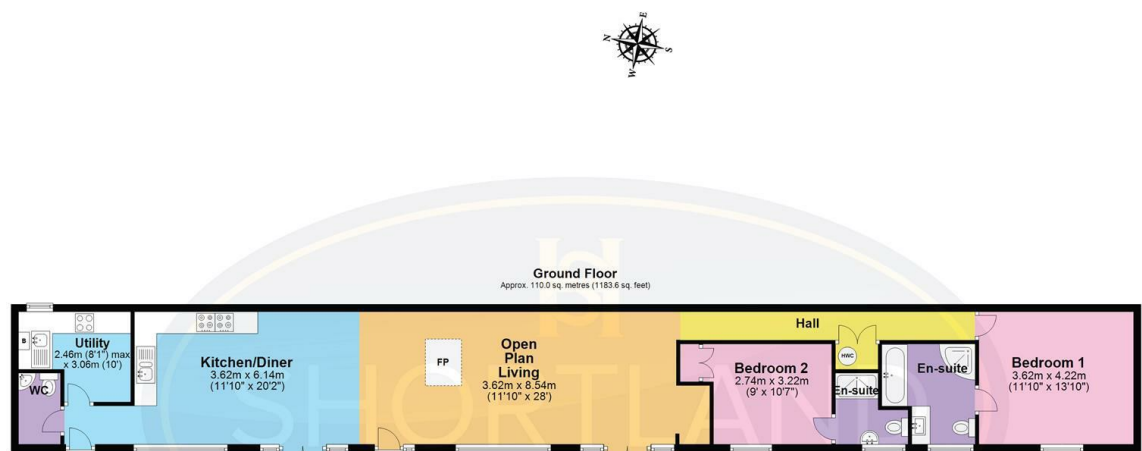 N
E
S
W
Ground Floor
Approx. 110.0 sq. metres (1183.6 sq. feet)
B
Utility
2.46m (8'1") max
x 3.06m (10')
WC
Kitchen/Diner
3.62m x 6.14m
(11'10" x 20'2")
FP
Open
Plan
Living
3.62m x 8.54m
(11'10" x 28')
Hall
HWC
Bedroom 2
2.74m x 3.22m
(9' x 10'7")
En-suite
En-suite
Bedroom 1
3.62m x 4.22m
(11'10" x 13'10")
SHORTLAND